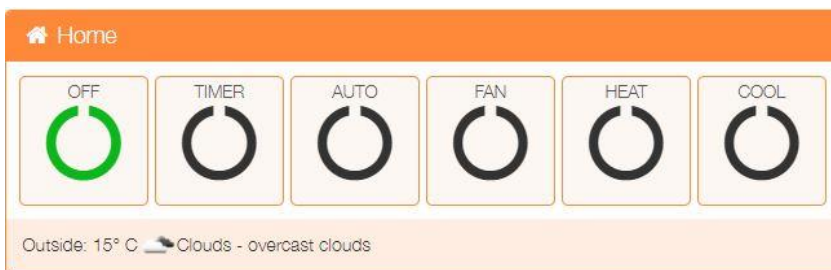 Home
OFF TIMER AUTO FAN HEAT COOL
Outside: 15° C Clouds - overcast clouds